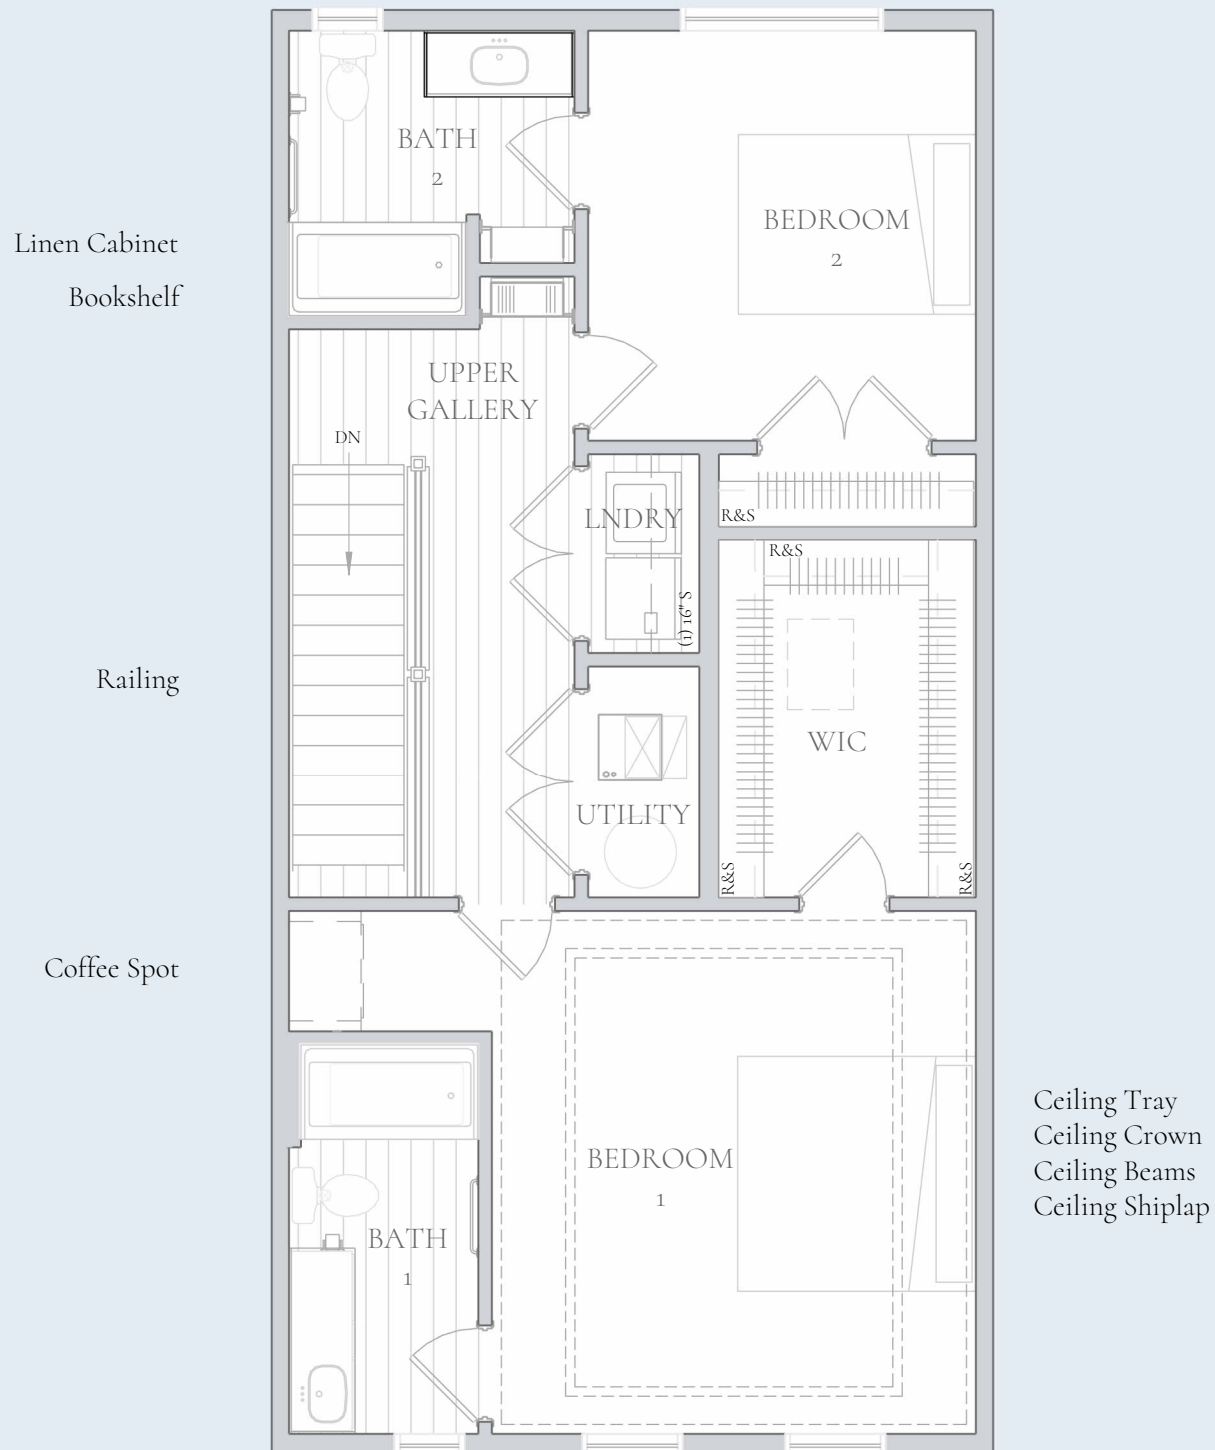 BATH
2
BEDROOM
2
Linen Cabinet
Bookshelf
UPPER
GALLERY
DN
LNDRY
(1) 16" S
R&S
R&S
Railing
WIC
UTILITY
R&S
R&S
Coffee Spot
BEDROOM
1
Ceiling Tray
Ceiling Crown
Ceiling Beams
Ceiling Shiplap
BATH
1